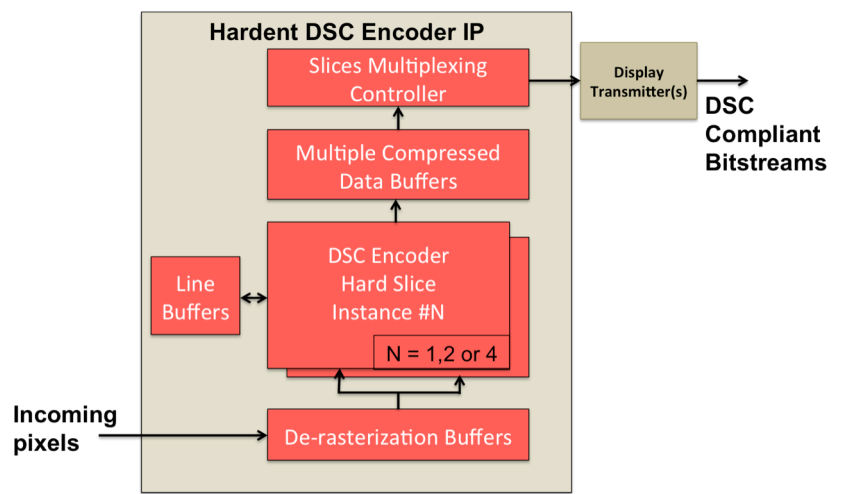 Hardent DSC Encoder IP
Slices Multiplexing
Controller
Display
Transmitter(s)
DSC
Compliant
Bitstreams
Multiple Compressed
Data Buffers
DSC Encoder
Hard Slice
Instance #N
N = 1,2 or 4
Line
Buffers
Incoming
pixels
De-rasterization Buffers